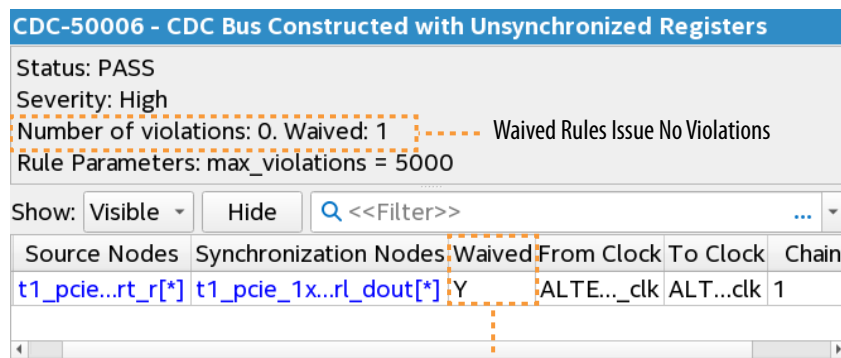 CDC-50006 - CDC Bus Constructed with Unsynchronized Registers
Status: PASS
Severity: High
Number of violations: 0. Waived: 1 Waived Rules Issue No Violations
Rule Parameters: max_violations = 5000
Show: Visible Hide <<Filter>> ...
Source Nodes Synchronization Nodes Waived From Clock To Clock Chain
t1_pcie...rt_r[*] t1_pcie_1x...rl_dout[*] Y ALTE..._clk ALT...clk 1